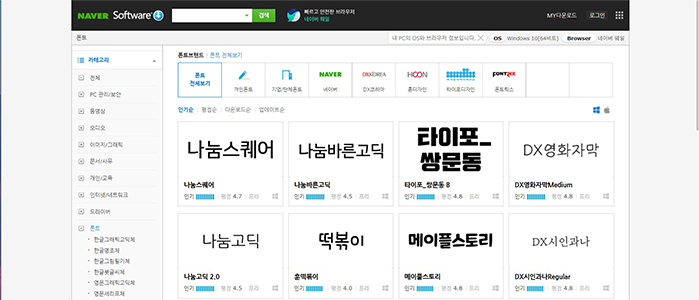 NAVER Software
검색
빠르고 안전한 브라우저
네이버 웨일
MY다운로드
로그인
폰트
내 PC의 OS와 브라우저 정보입니다.
OS Windows 10(64비트) Browser 네이버 웨일
카테고리
전체
PC 관리/보안
동영상
오디오
이미지/그래픽
문서/사무
개인/교육
인터넷/네트워크
드라이버
폰트
한글그래픽고딕체
한글명조체
한글그림필기체
한글붓글씨체
영문그래픽고딕체
영문세리프체
폰트브랜드 > 폰트 전체보기
폰트
전체보기
개인폰트
기업/단체폰트
NAVER
네이버
DXKOREA
DX코리아
HOON
훈디자인
타이포디자인
FONTRIX
폰트릭스
인기순 평점순 다운로드순 업데이트순
나눔스퀘어
나눔스퀘어
인기 평점 4.7 프리
나눔바른고딕
나눔바른고딕
인기 평점 4.5 프리
타이포_
쌍문동
타이포_쌍문동 B
인기 평점 4.8 프리
DX영화자막
DX영화자막Medium
인기 평점 4.8 프리
나눔고딕
나눔고딕 2.0
인기 평점 4.5 프리
떡볶이
훈떡볶이
인기 평점 4.0 프리
메이플스토리
메이플스토리
인기 평점 4.8 프리
DX시인과나
DX시인과나Regular
인기 평점 4.8 프리